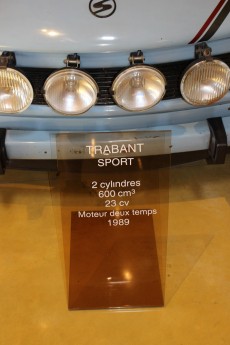 TRABANT
SPORT
2 cylindres
600 cm³
23 cv
Moteur deux temps
1989